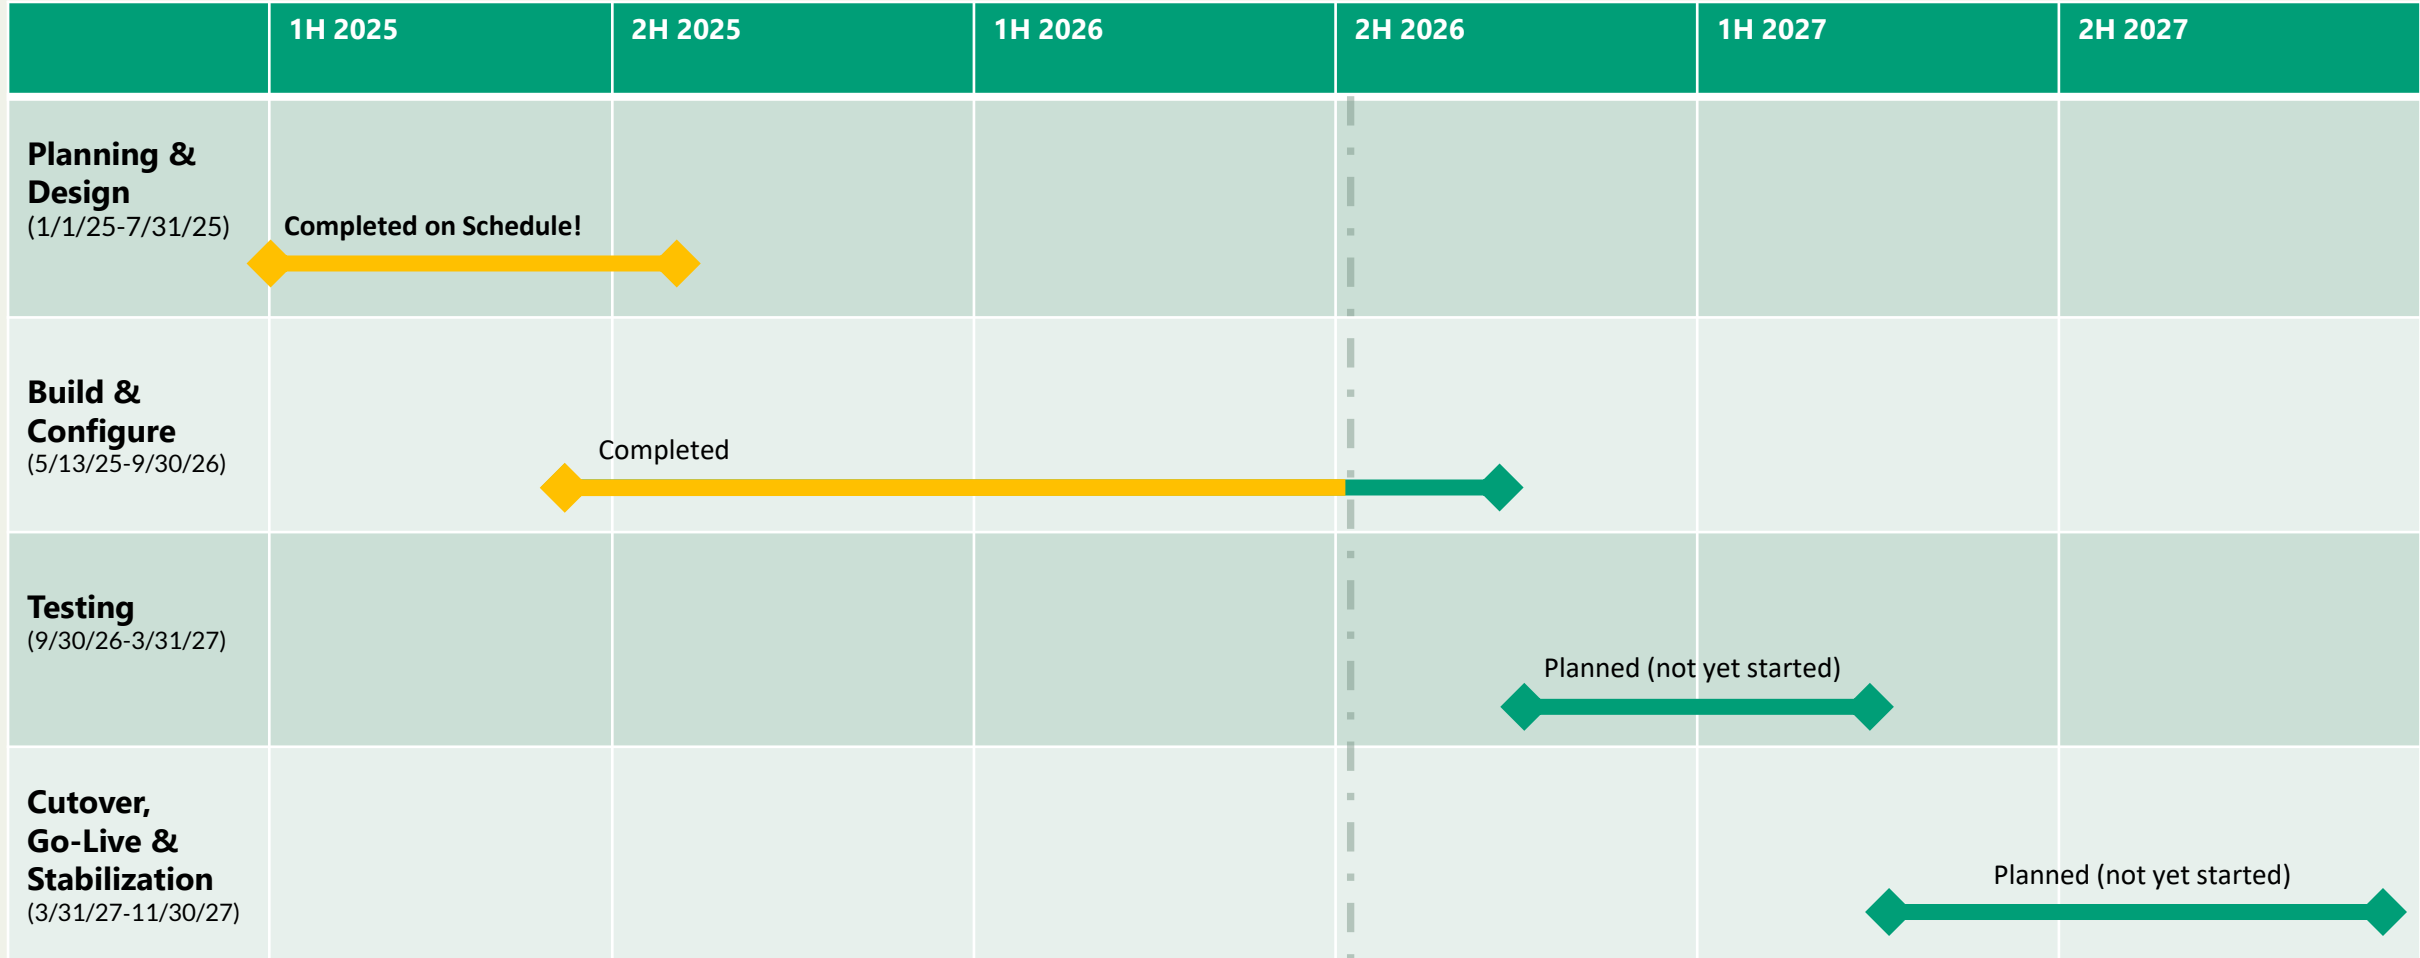 1H 2025
2H 2025
1H 2026
2H 2026
1H 2027
2H 2027
Planning &
Design
(1/1/25-7/31/25)
Completed on Schedule!
Build &
Configure
(5/13/25-9/30/26)
Completed
Testing
(9/30/26-3/31/27)
Planned (not yet started)
Cutover,
Go-Live &
Stabilization
(3/31/27-11/30/27)
Planned (not yet started)